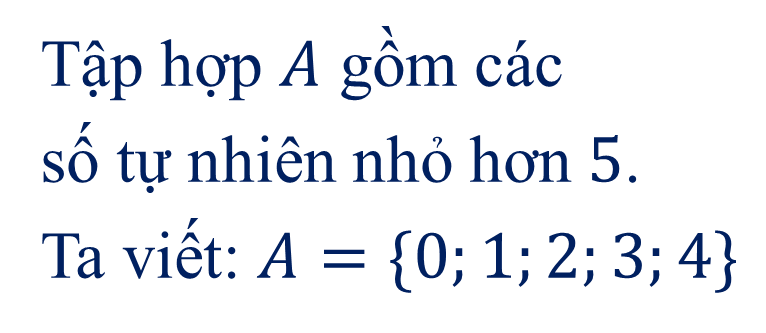 Tập hợp A gồm các
số tự nhiên nhỏ hơn 5.
Ta viết: A = {0; 1; 2; 3; 4}